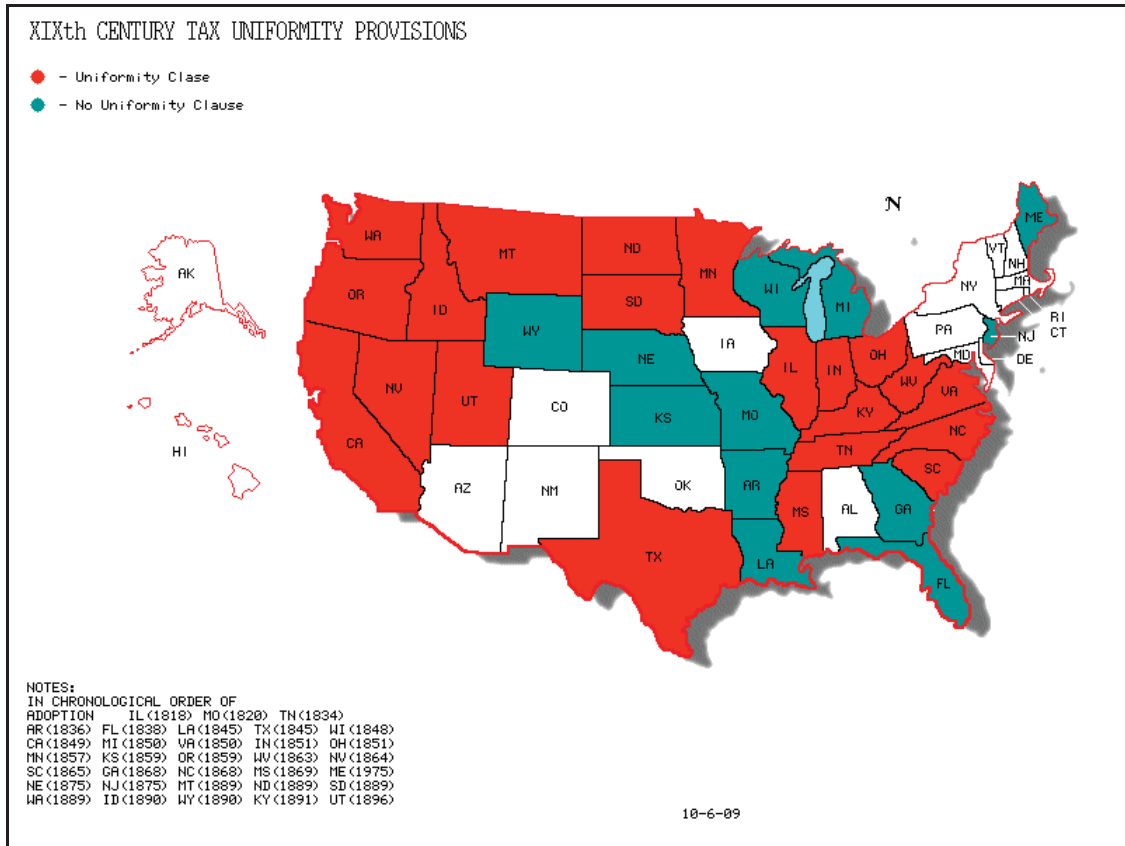 XIXth CENTURY TAX UNIFORMITY PROVISIONS
- Uniformity Clase
- No Uniformity Clause
N
ME
WA
MT
ND
MN
VT
NH
AK
MA
NY
OR
ID
SD
WI
MI
RI
WY
PA
CT
IA
NJ
NE
MD
DE
OH
IL
IN
NV
WV
UT
CO
VA
KS
MO
KY
CA
NC
HI
TN
SC
AZ
NM
OK
AR
MS
AL
GA
TX
LA
FL
NOTES:
IN CHRONOLOGICAL ORDER OF
ADOPTION IL(1818) MO(1820) TN(1834)
AR(1836) FL(1838) LA(1845) TX(1845) WI(1848)
CA(1849) MI(1850) VA(1850) IN(1851) OH(1851)
MN(1857) KS(1859) OR(1859) WV(1863) NV(1864)
SC(1865) GA(1868) NC(1868) MS(1869) ME(1975)
NE(1875) NJ(1875) MT(1889) ND(1889) SD(1889)
WA(1889) ID(1890) WY(1890) KY(1891) UT(1896)
10-6-09